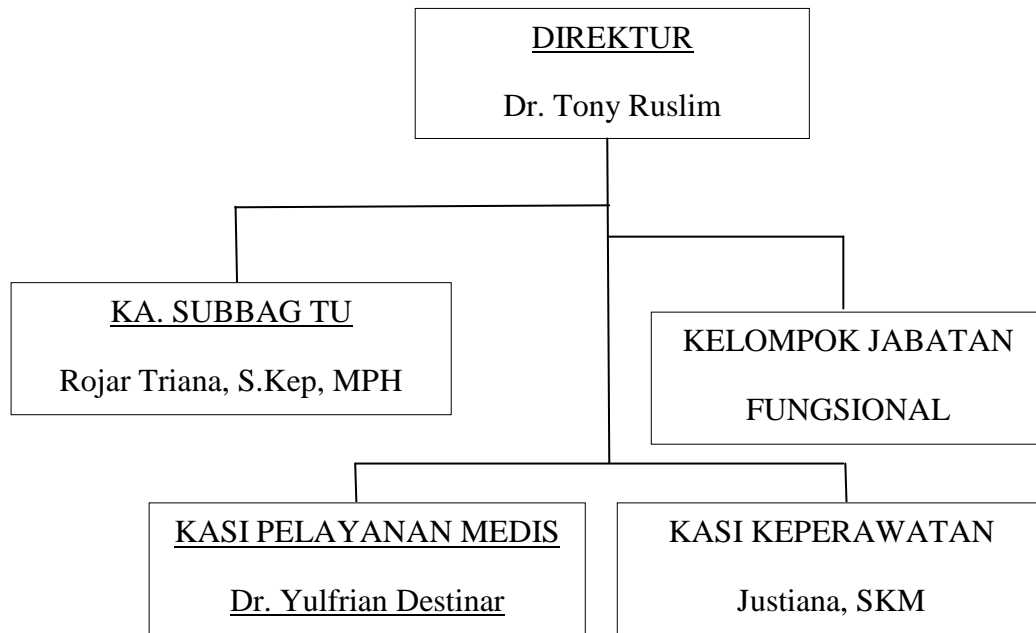 DIREKTUR
Dr. Tony Ruslim
KA. SUBBAG TU
Rojar Triana, S.Kep, MPH
KELOMPOK JABATAN
FUNGSIONAL
KASI PELAYANAN MEDIS
Dr. Yulfrian Destinar
KASI KEPERAWATAN
Justiana, SKM